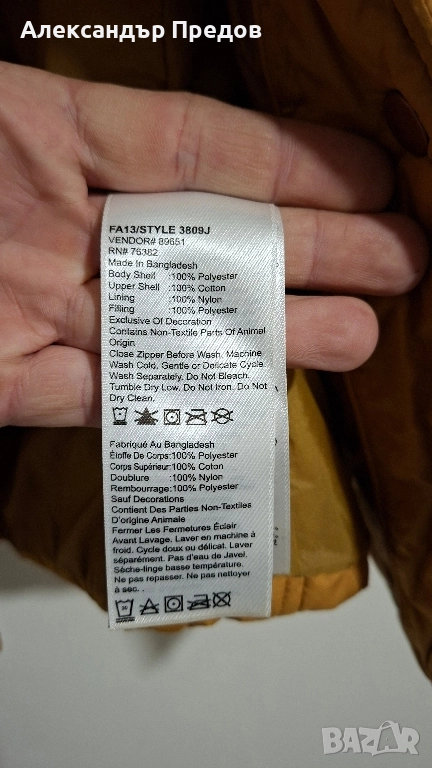 Александър Предов
FA13/STYLE 3809J
VENDOR# 89651
RN# 76382
Made In Bangladesh
Body Shell :100% Polyester
Upper Shell :100% Cotton
Lining :100% Nylon
Filling :100% Polyester
Exclusive Of Decoration
Contains Non-Textile Parts Of Animal
Origin
Close Zipper Before Wash, Machine
Wash Cold, Gentle or Delicate Cycle.
Wash Separately. Do Not Bleach.
Tumble Dry Low. Do Not Iron. Do Not
Dry Clean.
Fabriqué Au Bangladesh
Étoffe De Corps:100% Polyester
Corps Supérieur:100% Coton
Doublure :100% Nylon
Rembourrage:100% Polyester
Sauf Decorations
Contient Des Parties Non-Textiles
D'origine Animale
Fermer Les Fermetures Éclair
Avant Lavage, Laver en machine à
froid. Cycle doux ou délicat. Laver
séparément. Pas d'eau de Javel.
Sèche-linge basse température.
Ne pas repasser. Ne pas nettoyer
à sec. .
BAZAR